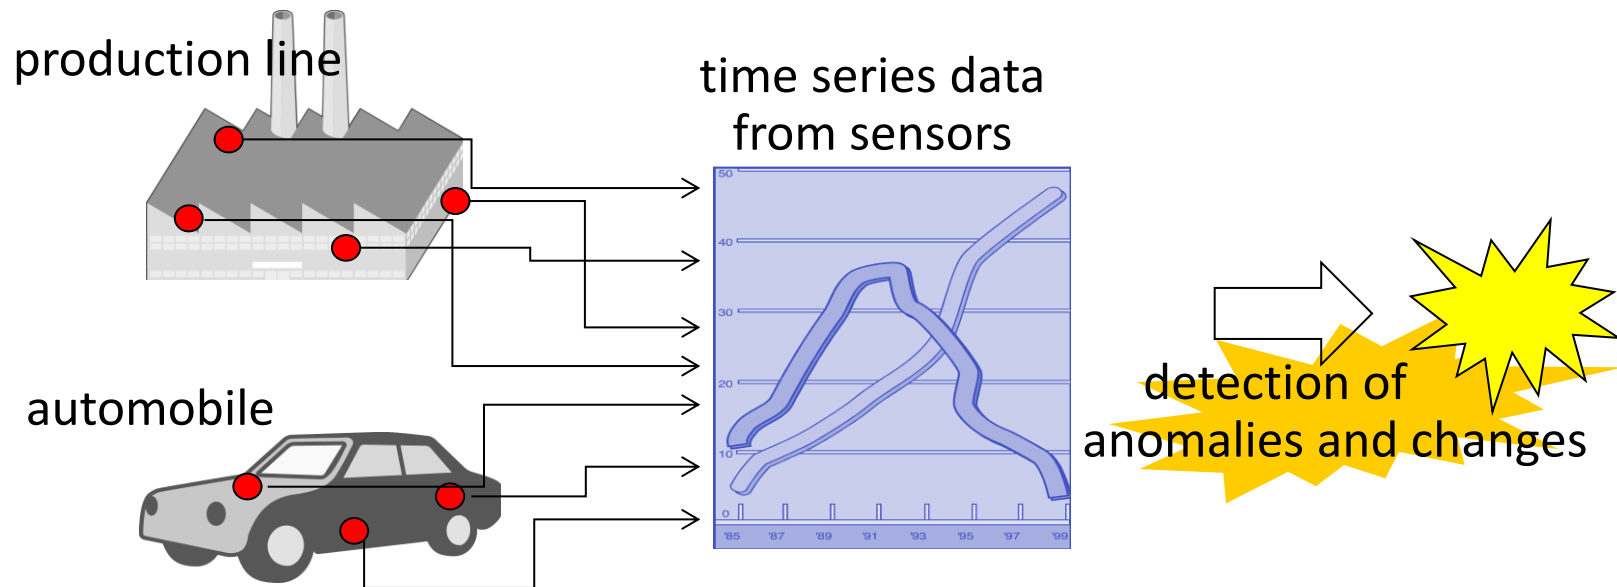 production line
time series data
from sensors
50
40
30
20
10
0
'85 '87 '89 '91 '93 '95 '97 '99
automobile
detection of
anomalies and changes